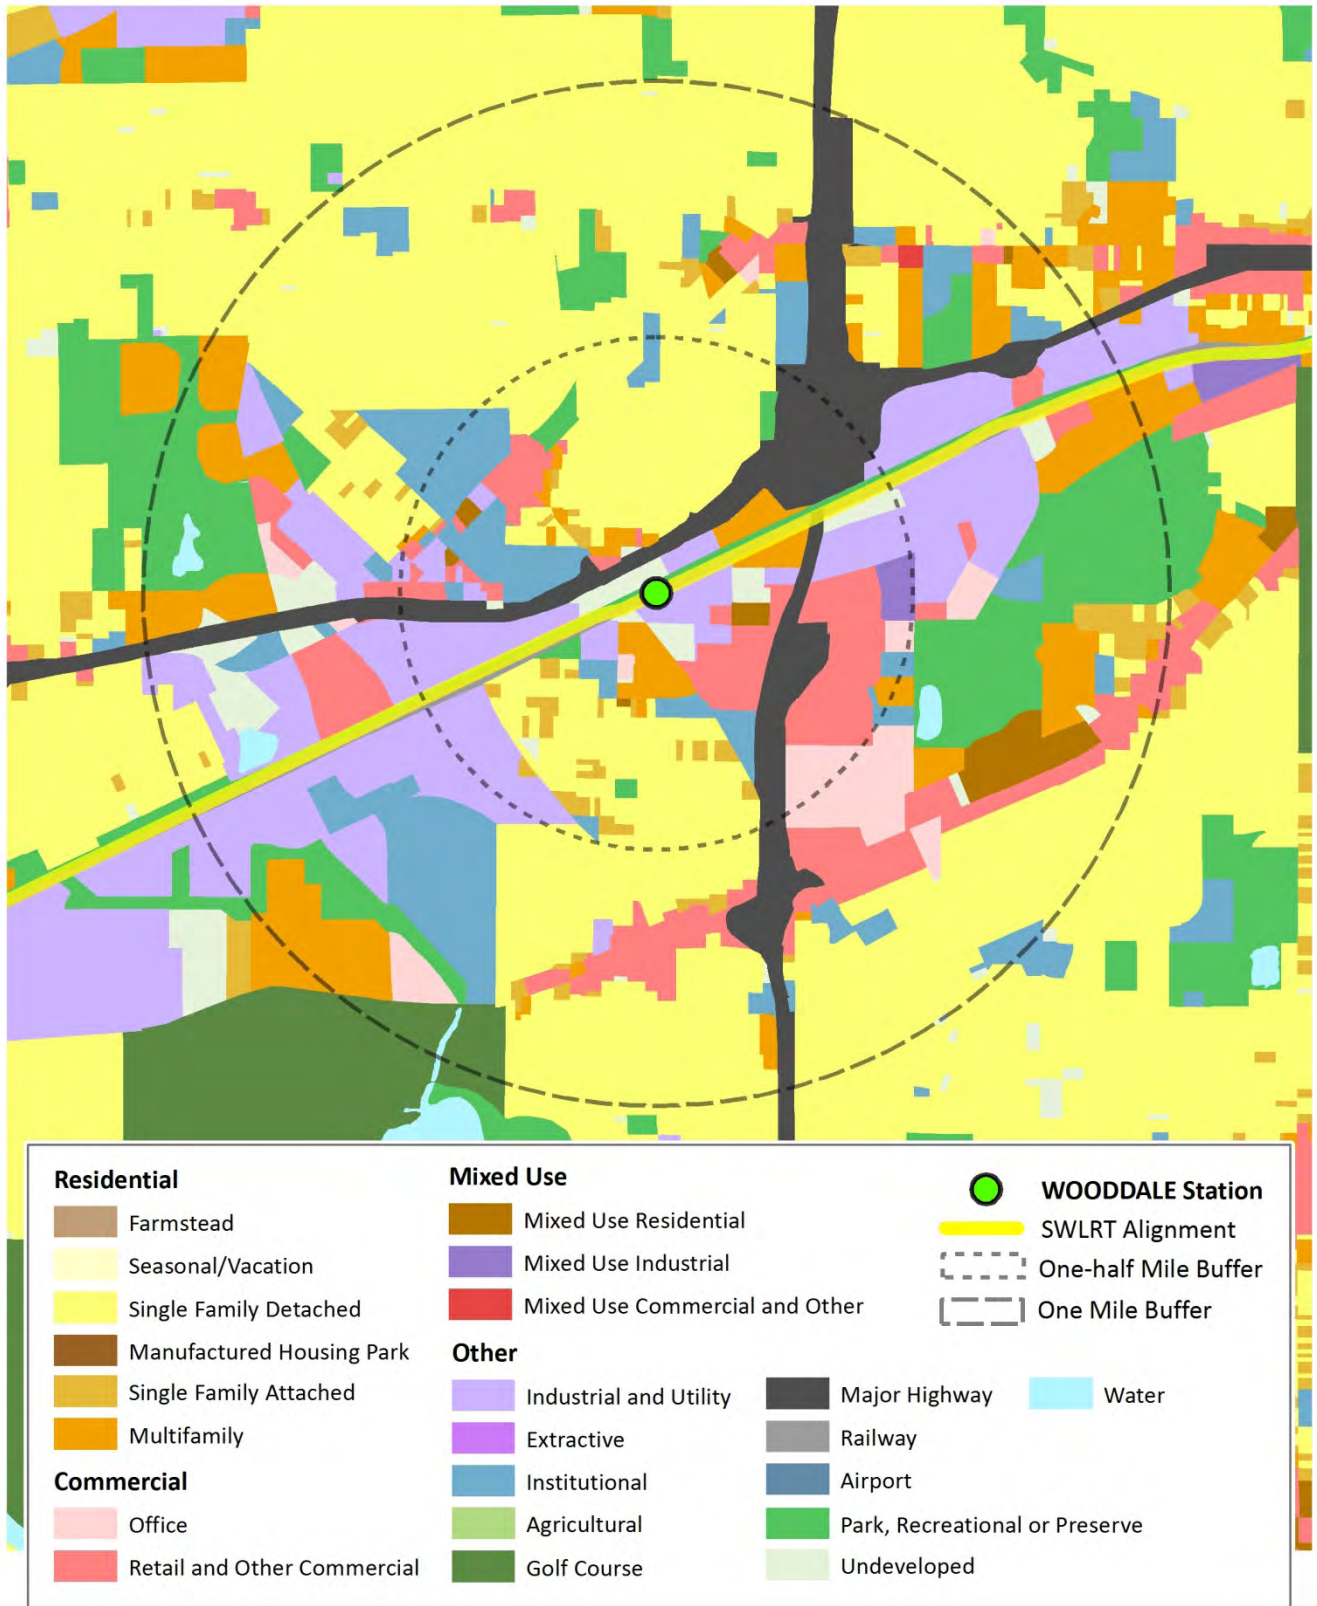 Residential
Farmstead
Seasonal/Vacation
Single Family Detached
Manufactured Housing Park
Single Family Attached
Multifamily
Commercial
Office
Retail and Other Commercial
Mixed Use
Mixed Use Residential
Mixed Use Industrial
Mixed Use Commercial and Other
Other
Industrial and Utility
Extractive
Institutional
Agricultural
Golf Course
Major Highway
Railway
Airport
Park, Recreational or Preserve
Undeveloped
Water
WOODDALE Station
SWLRT Alignment
One-half Mile Buffer
One Mile Buffer